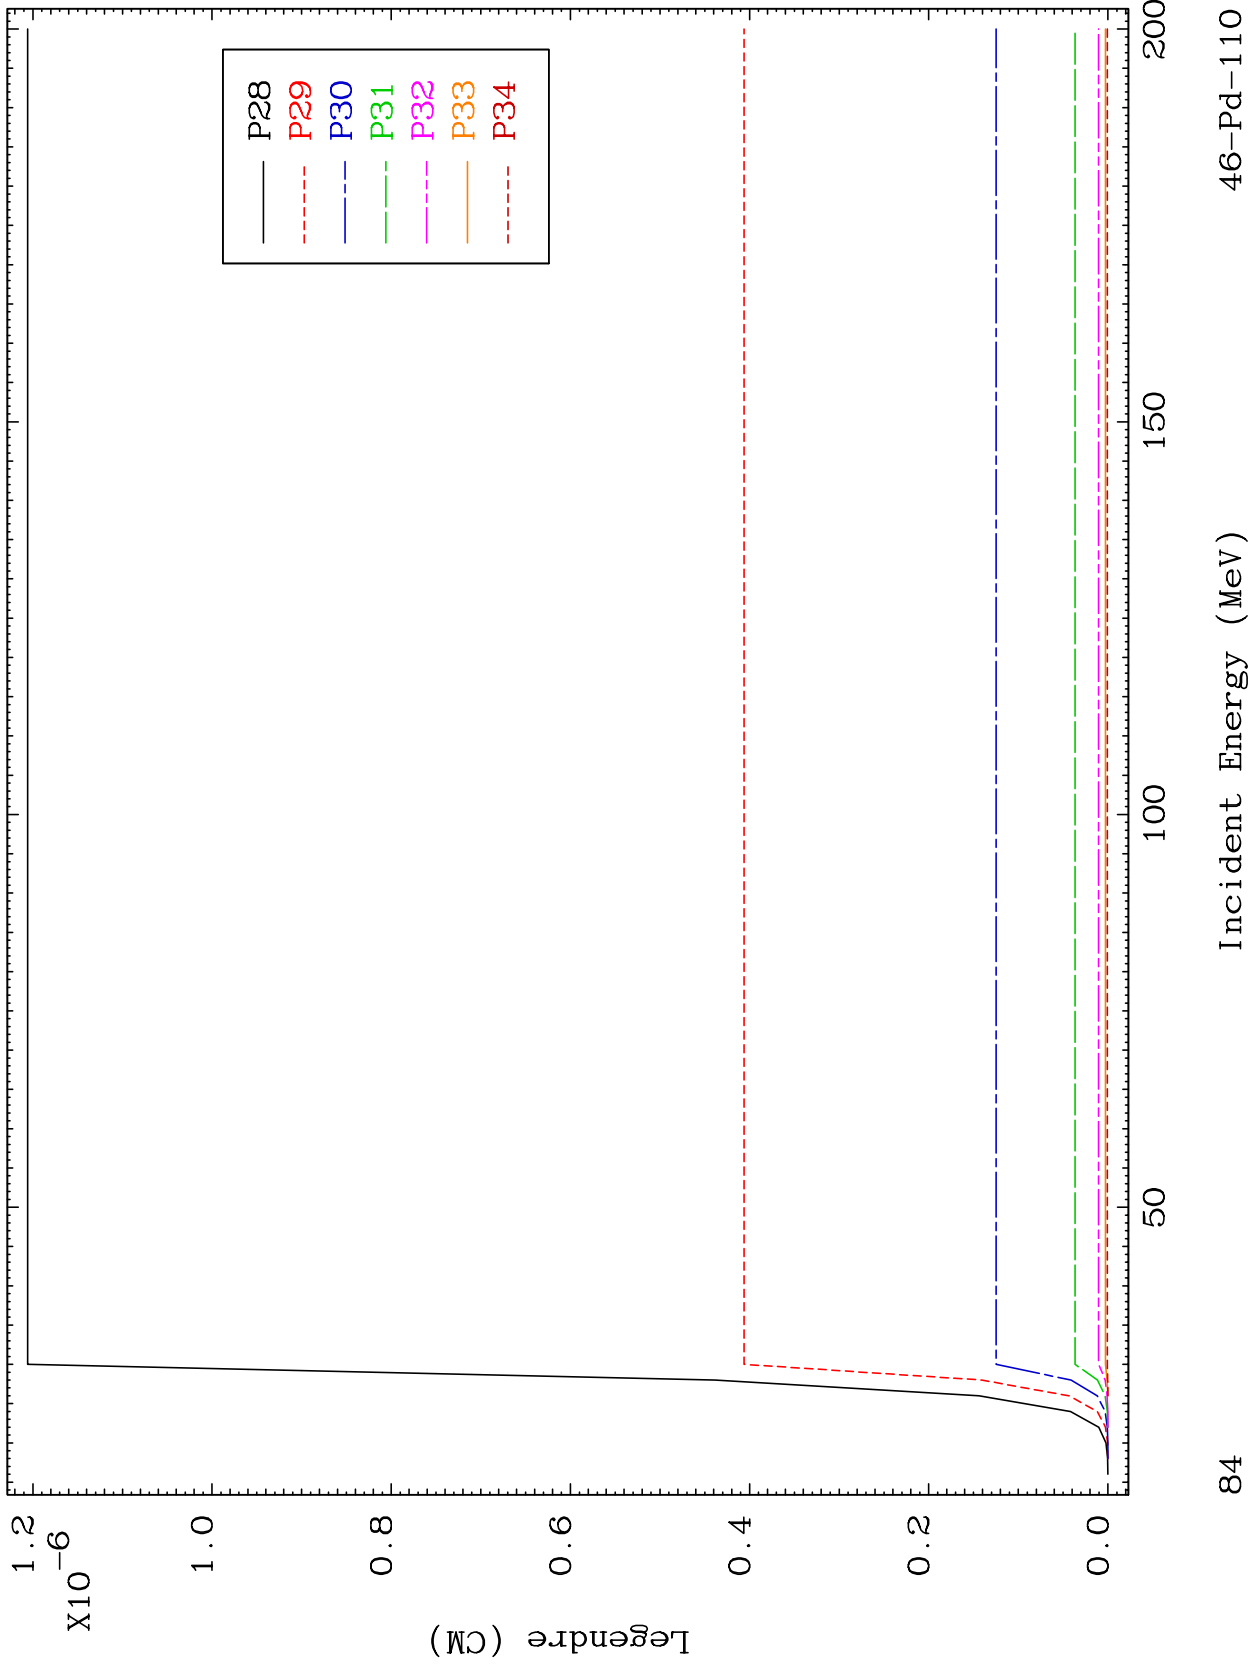 X10-6
1.2
1.0
0.8
0.6
0.4
0.2
0.0
Legendre (CM)
P28
P29
P30
P31
P32
P33
P34
50
100
150
200
Incident Energy (MeV)
84
46-Pd-110